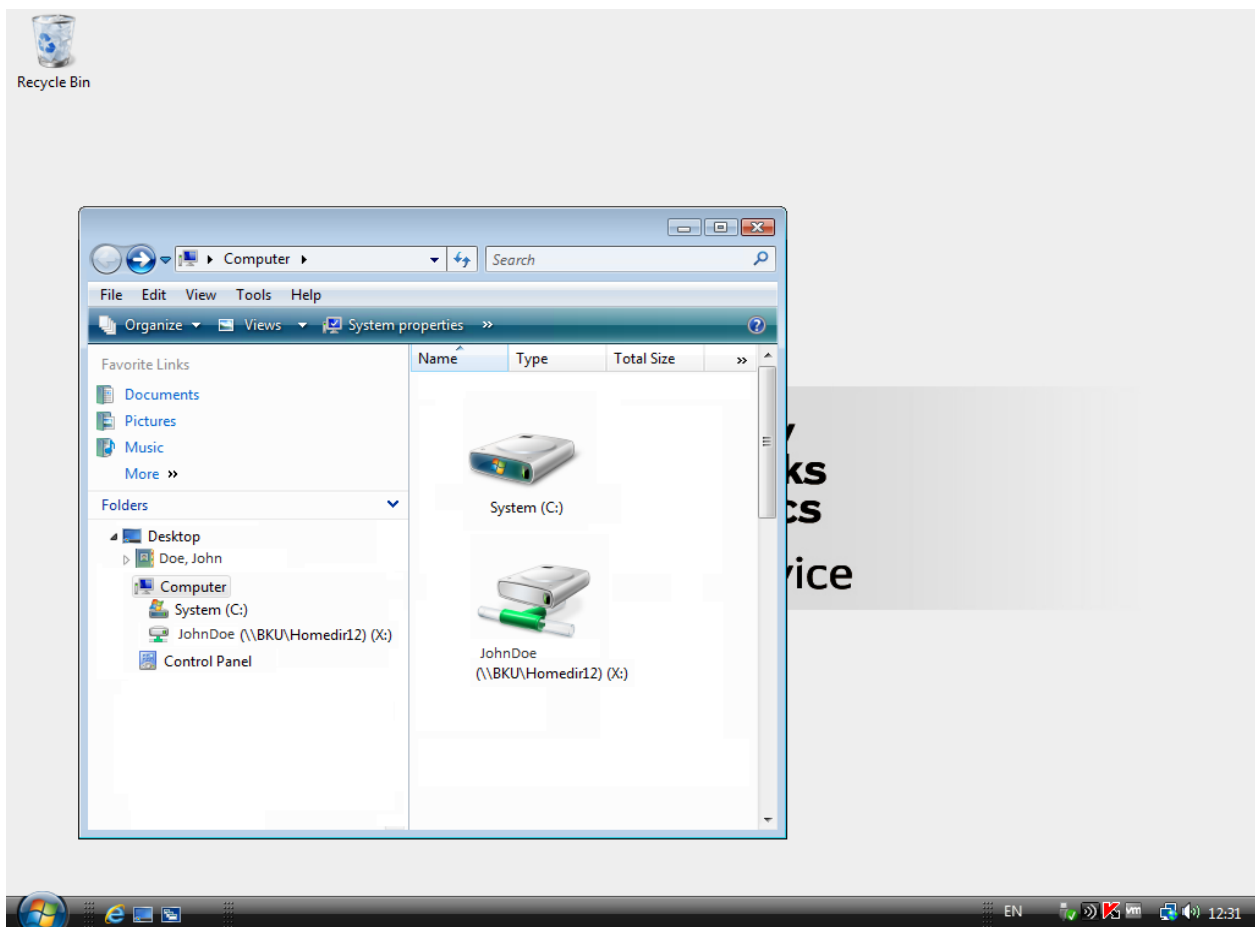 Recycle Bin
Computer
Search
File Edit View Tools Help
Organize Views System properties »
Favorite Links
Documents
Pictures
Music
More »
Folders
Desktop
Doe, John
Computer
System (C:)
JohnDoe (\\BKU\Homedir12) (X:)
Control Panel
Name Type Total Size »
System (C:)
JohnDoe
(\\BKU\Homedir12) (X:)
ks
cs
vice
EN vm 12:31